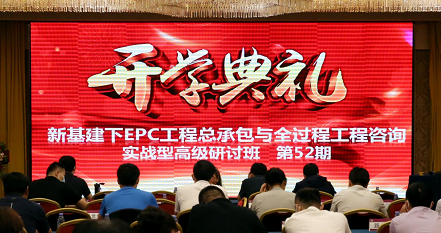 开学典礼
新基建下EPC工程总承包与全过程工程咨询
实战型高级研讨班 第52期